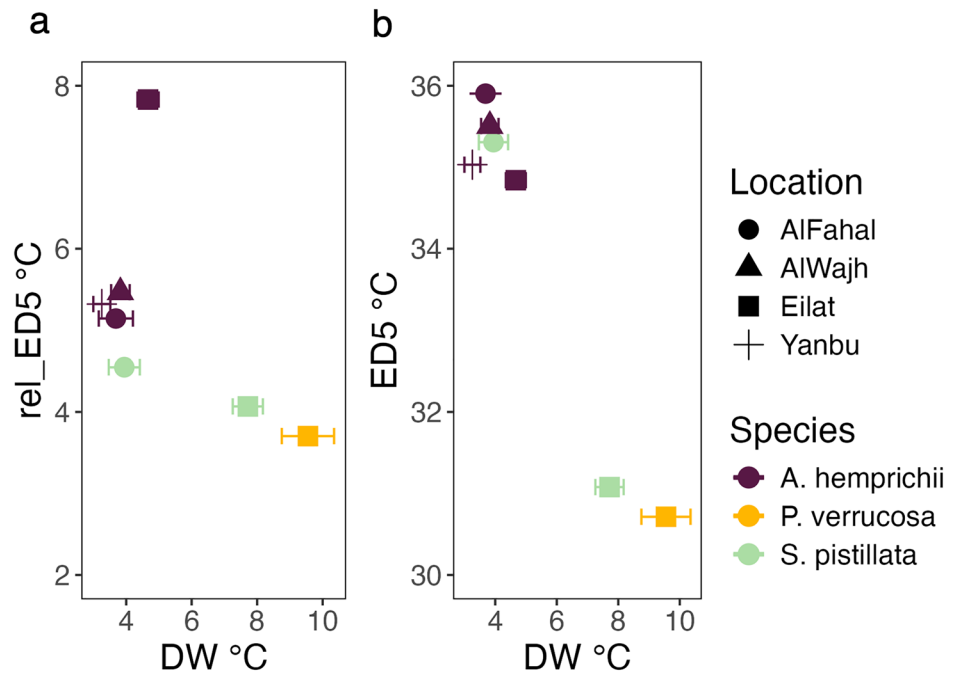 a
b
8
6
4
2
rel_ED5 °C
4 6 8 10
DW °C
36
34
32
30
ED5 °C
4 6 8 10
DW °C
Location
AlFahal
AlWajh
Eilat
Yanbu
Species
A. hemprichii
P. verrucosa
S. pistillata